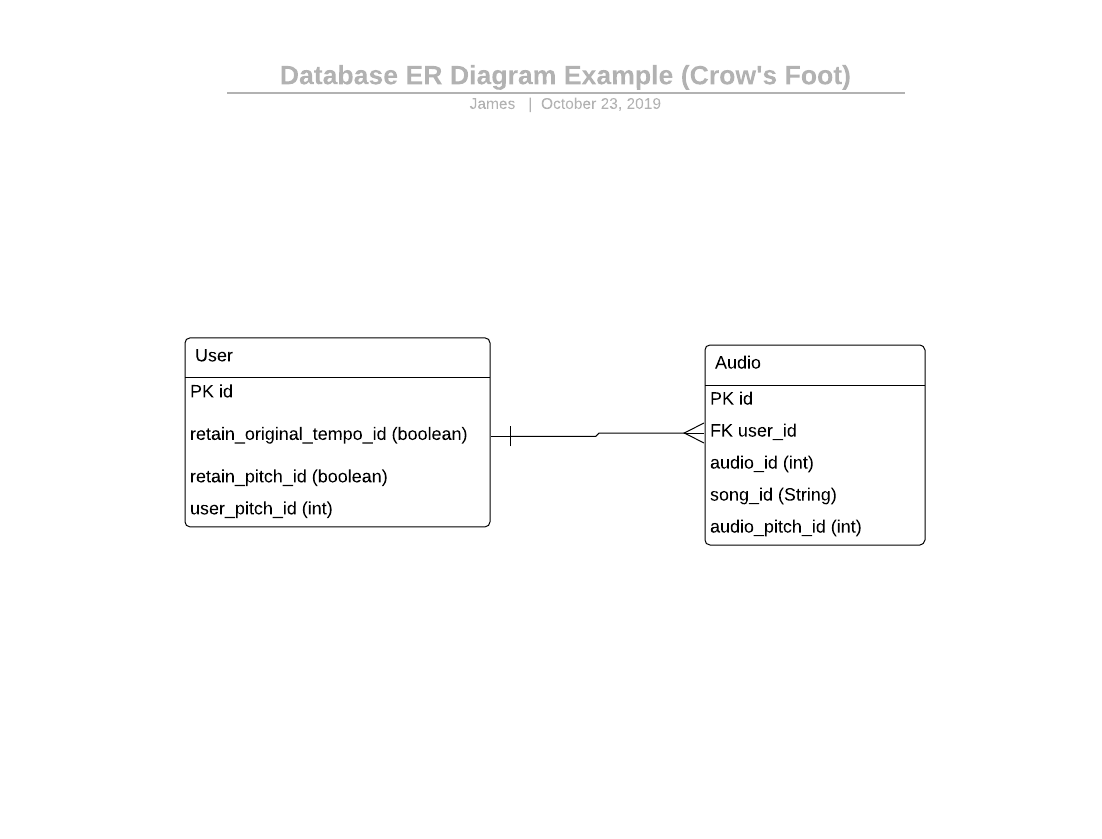 Database ER Diagram Example (Crow's Foot)
James | October 23, 2019
User
PK id
retain_original_tempo_id (boolean)
retain_pitch_id (boolean)
user_pitch_id (int)
Audio
PK id
FK user_id
audio_id (int)
song_id (String)
audio_pitch_id (int)